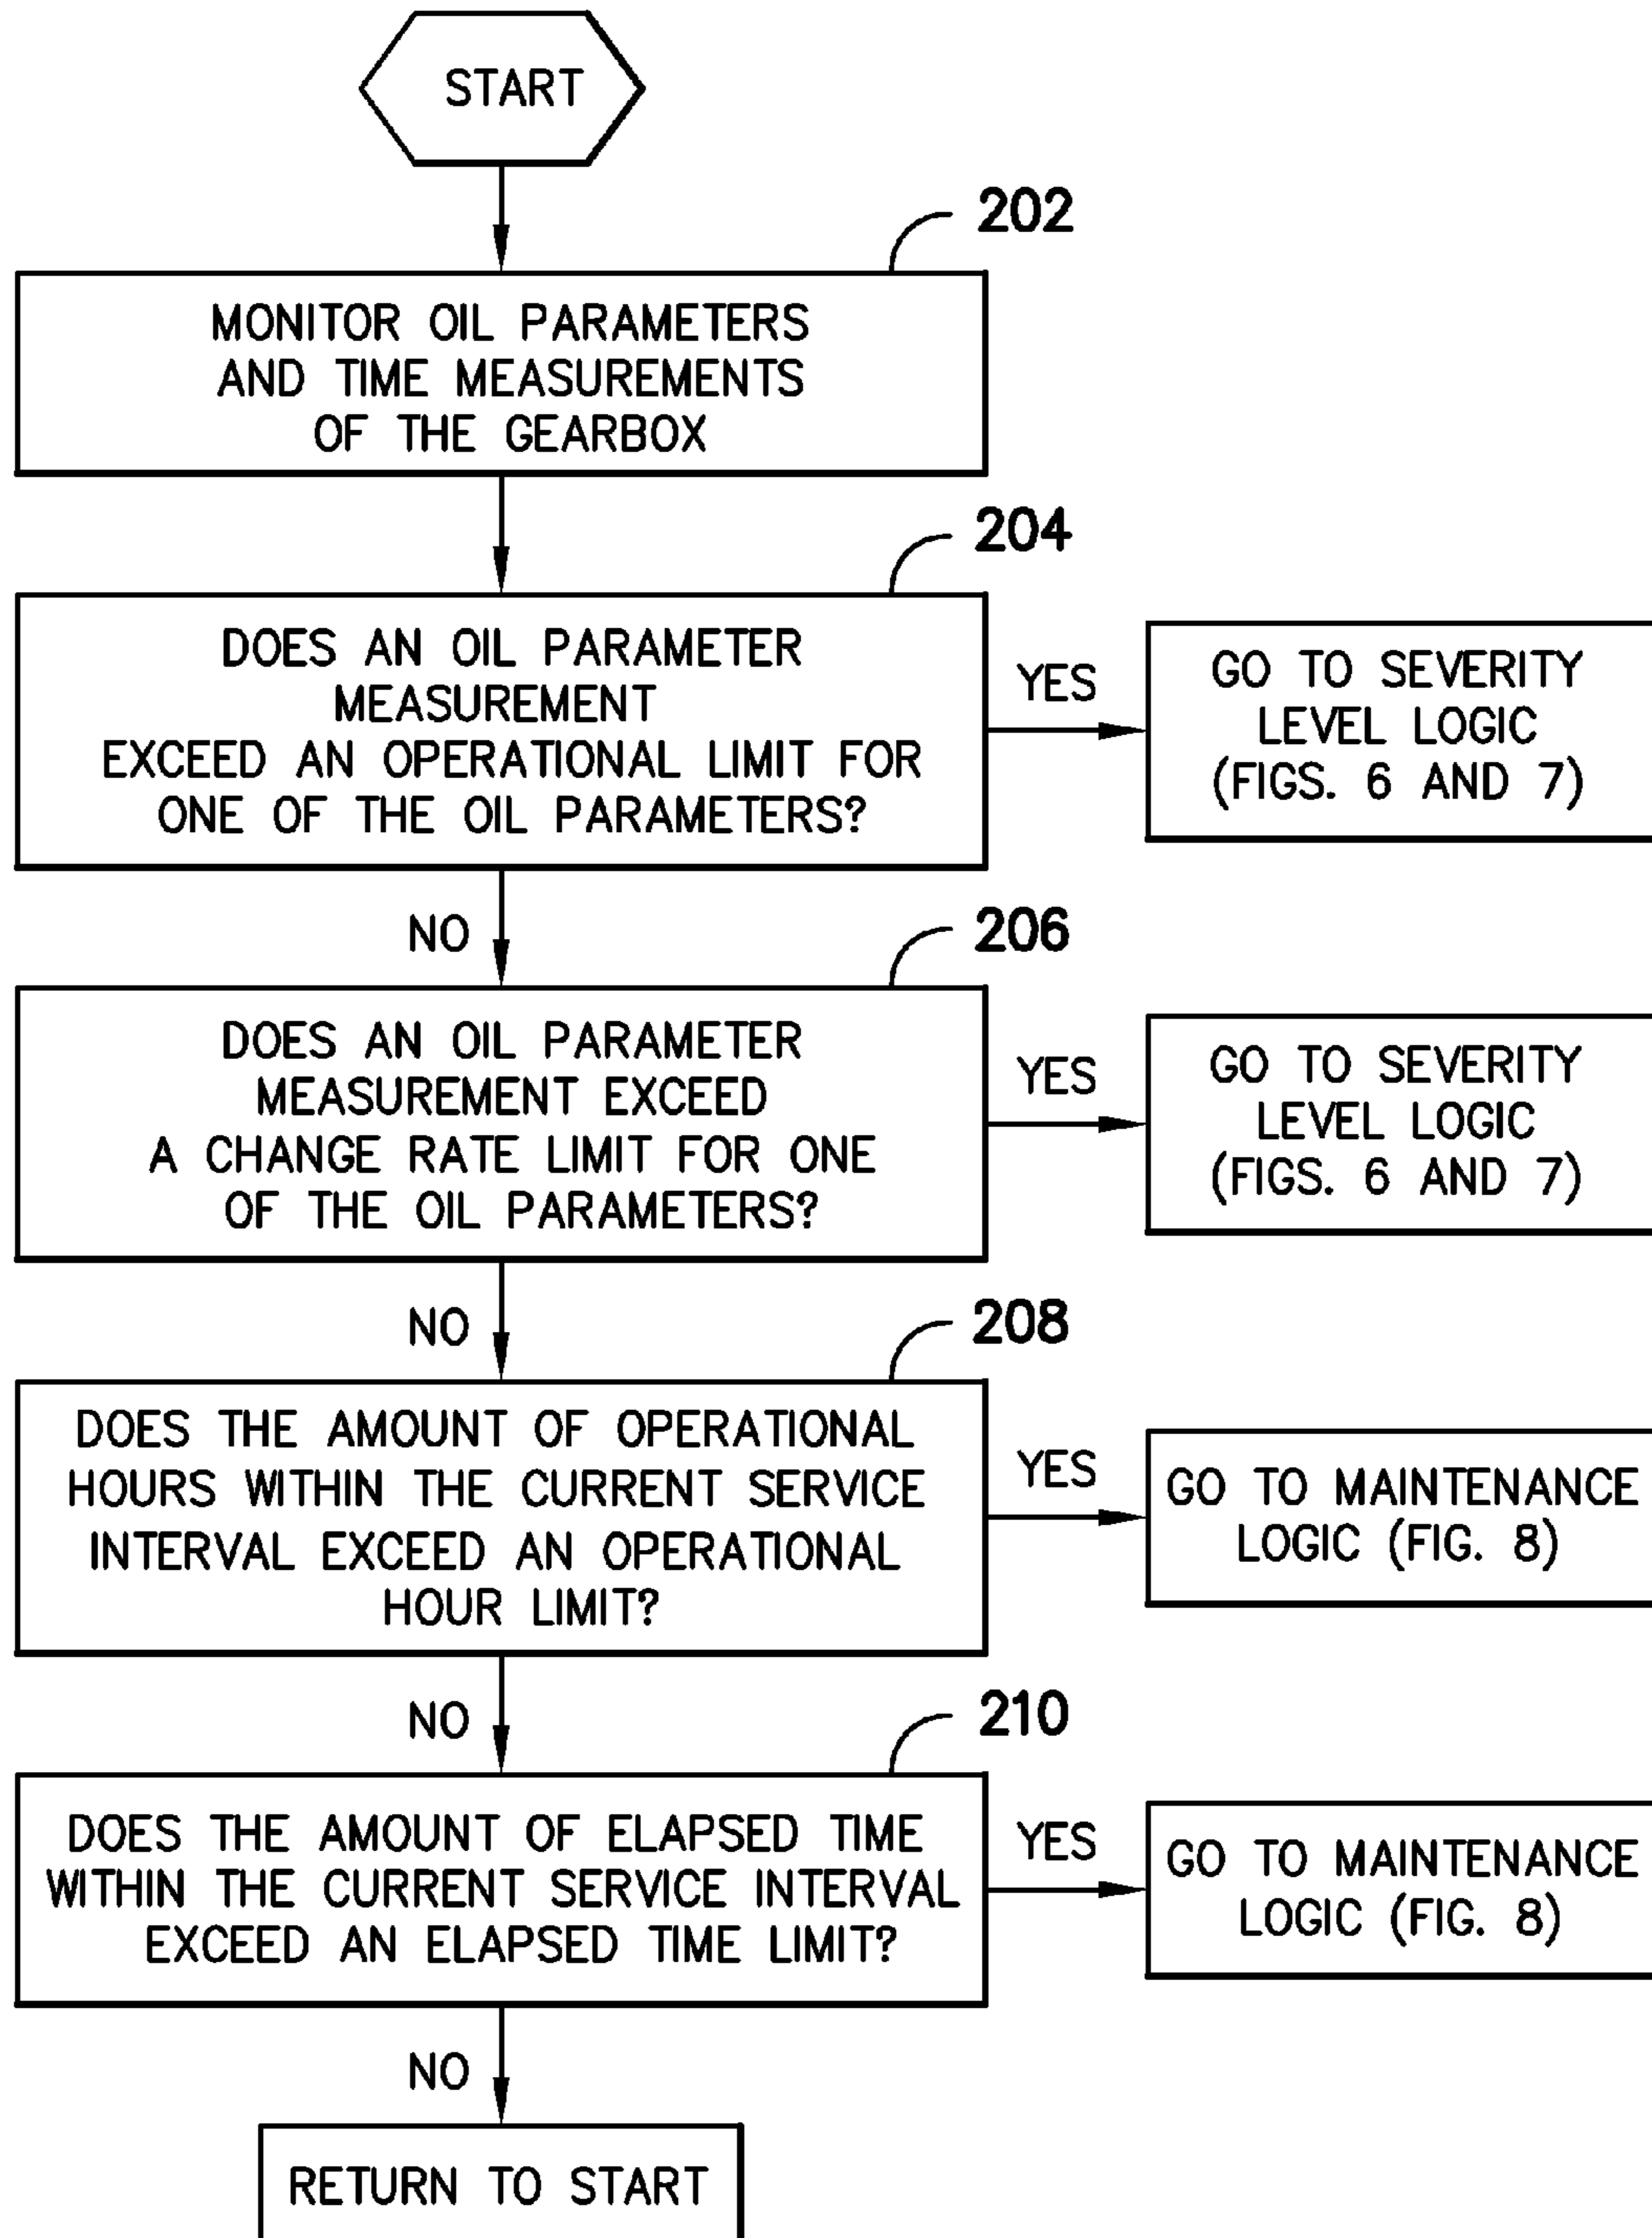 START
202
MONITOR OIL PARAMETERS
AND TIME MEASUREMENTS
OF THE GEARBOX
204
DOES AN OIL PARAMETER
MEASUREMENT
EXCEED AN OPERATIONAL LIMIT FOR
ONE OF THE OIL PARAMETERS?
YES
GO TO SEVERITY
LEVEL LOGIC
(FIGS. 6 AND 7)
NO
206
DOES AN OIL PARAMETER
MEASUREMENT EXCEED
A CHANGE RATE LIMIT FOR ONE
OF THE OIL PARAMETERS?
YES
GO TO SEVERITY
LEVEL LOGIC
(FIGS. 6 AND 7)
NO
208
DOES THE AMOUNT OF OPERATIONAL
HOURS WITHIN THE CURRENT SERVICE
INTERVAL EXCEED AN OPERATIONAL
HOUR LIMIT?
YES
GO TO MAINTENANCE
LOGIC (FIG. 8)
NO
210
DOES THE AMOUNT OF ELAPSED TIME
WITHIN THE CURRENT SERVICE INTERVAL
EXCEED AN ELAPSED TIME LIMIT?
YES
GO TO MAINTENANCE
LOGIC (FIG. 8)
NO
RETURN TO START